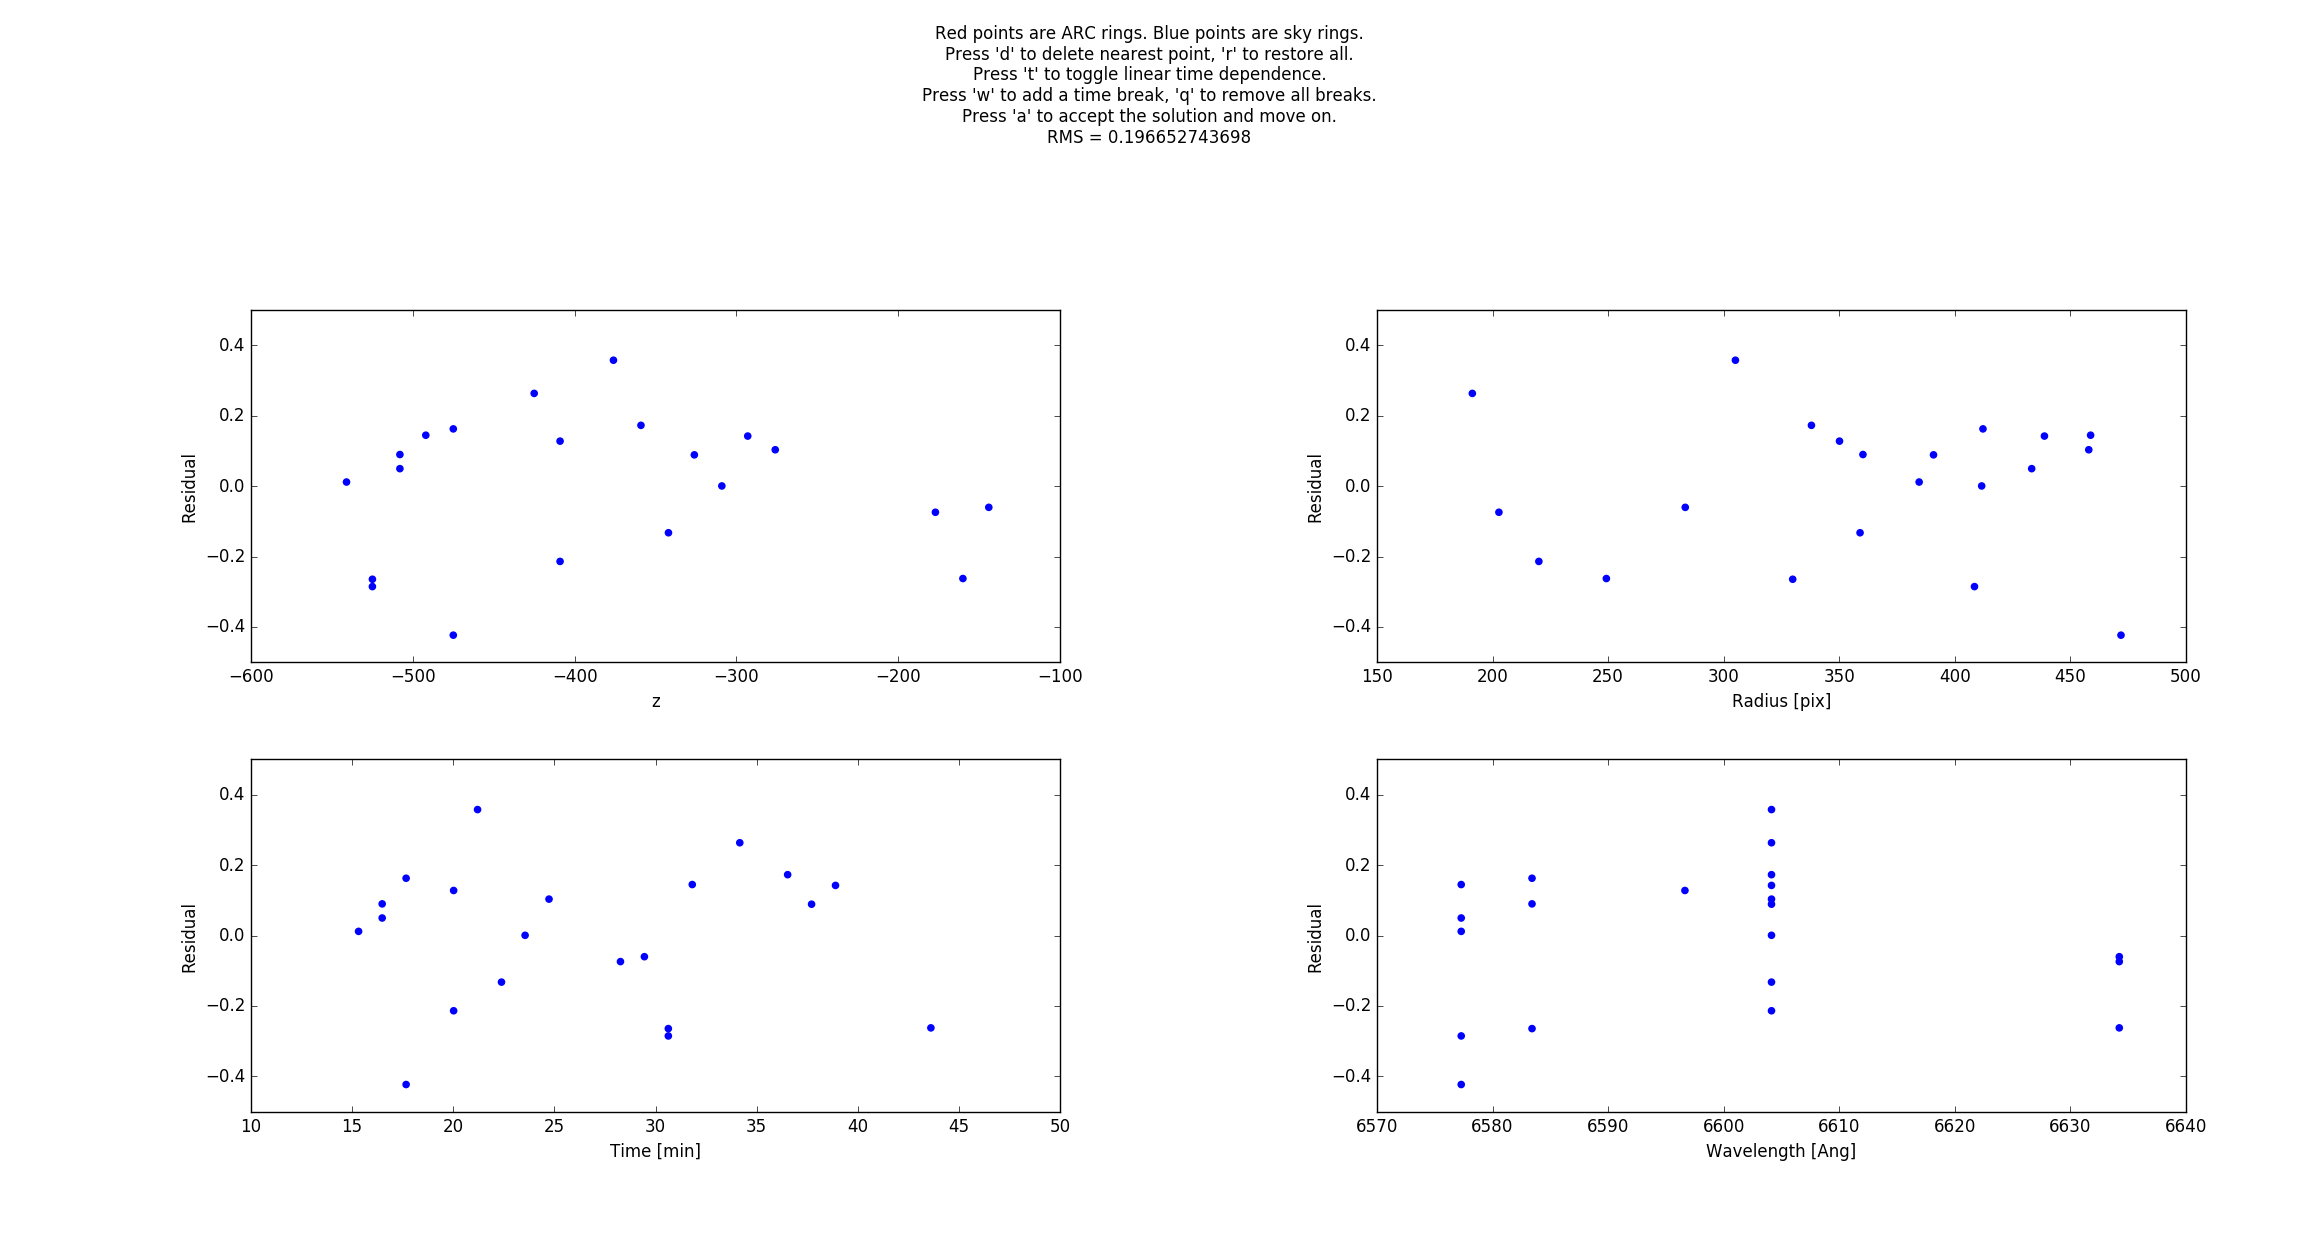 Red points are ARC rings. Blue points are sky rings.
Press 'd' to delete nearest point, 'r' to restore all.
Press 't' to toggle linear time dependence.
Press 'w' to add a time break, 'q' to remove all breaks.
Press 'a' to accept the solution and move on.
RMS = 0.196652743698
0.4
0.2
0.0
−0.2
−0.4
Residual
−600 −500 −400 −300 −200 −100
z
0.4
0.2
0.0
−0.2
−0.4
Residual
150 200 250 300 350 400 450 500
Radius [pix]
0.4
0.2
0.0
−0.2
−0.4
Residual
10 15 20 25 30 35 40 45 50
Time [min]
0.4
0.2
0.0
−0.2
−0.4
Residual
6570 6580 6590 6600 6610 6620 6630 6640
Wavelength [Ang]